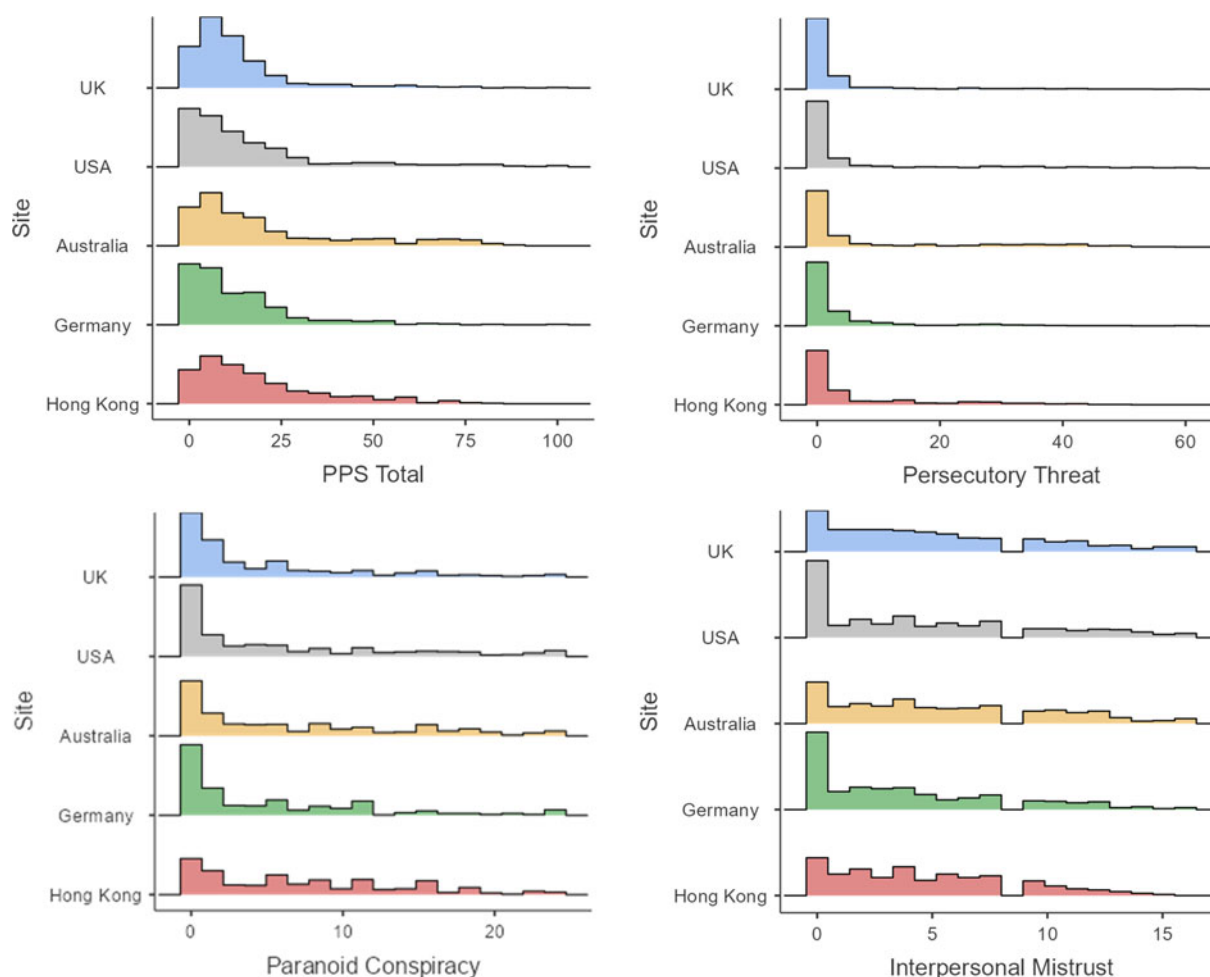 UK
USA
Site
Australia
Germany
Hong Kong
0 25 50 75 100
PPS Total
UK
USA
Site
Australia
Germany
Hong Kong
0 20 40 60
Persecutory Threat
UK
USA
Site
Australia
Germany
Hong Kong
0 10 20
Paranoid Conspiracy
UK
USA
Site
Australia
Germany
Hong Kong
0 5 10 15
Interpersonal Mistrust